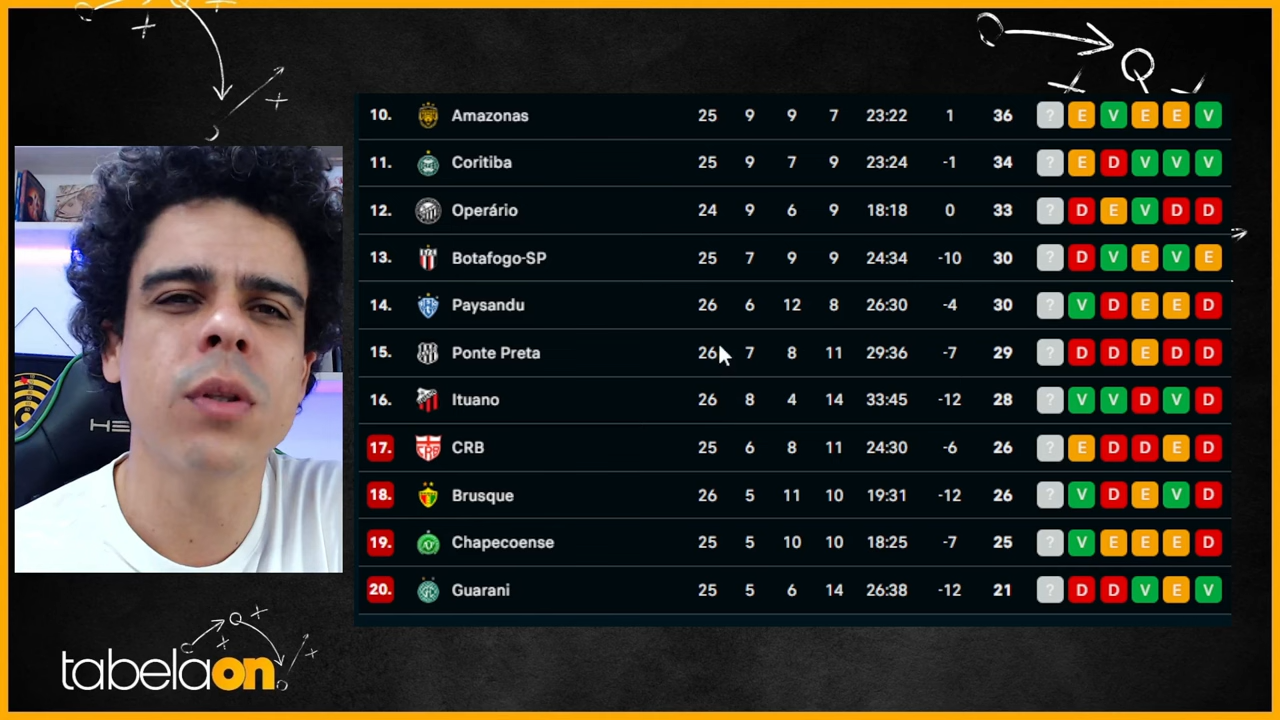 10. Amazonas 25 9 9 7 23:22 1 36 ? E V E E V
11. Coritiba 25 9 7 9 23:24 -1 34 ? E D V V V
12. Operário 24 9 6 9 18:18 0 33 ? D E V D D
13. Botafogo-SP 25 7 9 9 24:34 -10 30 ? D V E V E
14. Paysandu 26 6 12 8 26:30 -4 30 ? V D E E D
15. Ponte Preta 26 7 8 11 29:36 -7 29 ? D D E D D
16. Ituano 26 8 4 14 33:45 -12 28 ? V V D V D
17. CRB 25 6 8 11 24:30 -6 26 ? E D D E D
18. Brusque 26 5 11 10 19:31 -12 26 ? V D E V D
19. Chapecoense 25 5 10 10 18:25 -7 25 ? V E E E D
20. Guarani 25 5 6 14 26:38 -12 21 ? D D V E V
HE
tabelaon